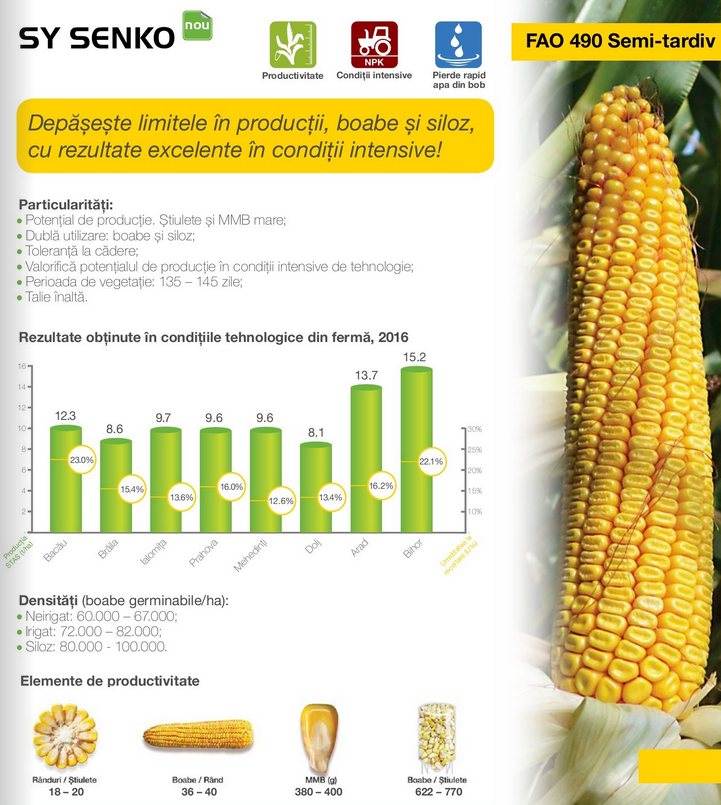 SY SENKO
nou
Productivitate
NPK
Condiții intensive
Pierde rapid
apa din bob
FAO 490 Semi-tardiv
Depășește limitele în producții, boabe și siloz,
cu rezultate excelente în condiții intensive!
Particularități:
• Potențial de producție. Știulete și MMB mare;
• Dublă utilizare: boabe și siloz;
• Toleranță la cădere;
• Valorifică potențialul de producție în condiții intensive de tehnologie;
• Perioada de vegetație: 135 – 145 zile;
• Talie înaltă.
Rezultate obținute în condițiile tehnologice din fermă, 2016
16
14
12
10
8
6
4
2
12.3
8.6
9.7
9.6
9.6
8.1
13.7
15.2
23.0%
15.4%
13.6%
16.0%
12.6%
13.4%
16.2%
22.1%
30%
25%
20%
15%
10%
Producția
STAS (t/ha)
Bacău
Brăila
Ialomița
Prahova
Mehedinți
Dolj
Arad
Bihor
Umiditatea la
recoltare (U%)
Densități (boabe germinabile/ha):
• Neirigat: 60.000 – 67.000;
• Irigat: 72.000 – 82.000;
• Siloz: 80.000 - 100.000.
Elemente de productivitate
Rânduri / Știulete
18 – 20
Boabe / Rând
36 – 40
MMB (g)
380 – 400
Boabe / Știulete
622 – 770